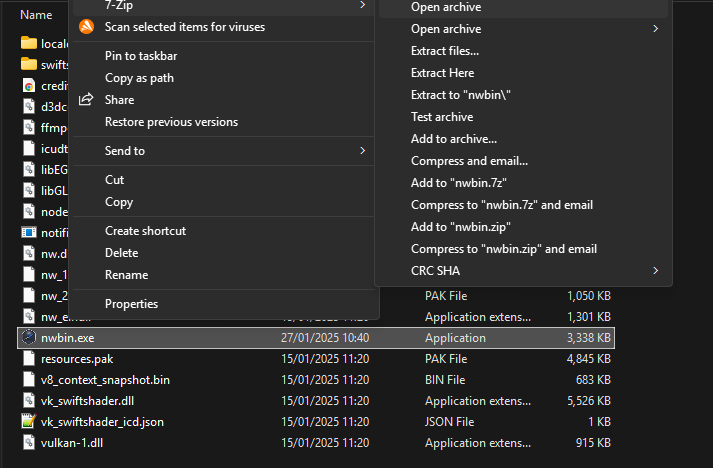 Name
7-Zip
Scan selected items for viruses
Pin to taskbar
Copy as path
Share
Restore previous versions
Send to
Cut
Copy
Create shortcut
Delete
Rename
Properties
Open archive
Open archive
Extract files...
Extract Here
Extract to "nwbin\"
Test archive
Add to archive...
Compress and email...
Add to "nwbin.7z"
Compress to "nwbin.7z" and email
Add to "nwbin.zip"
Compress to "nwbin.zip" and email
CRC SHA
locale
swifts
credi
d3dc
ffmp
icudt
libEG
libGL
node
notifi
nw.d
nw_1
nw_2 PAK File 1,050 KB
Application extens... 1,301 KB
nwbin.exe 27/01/2025 10:40 Application 3,338 KB
resources.pak 15/01/2025 11:20 PAK File 4,845 KB
v8_context_snapshot.bin 15/01/2025 11:20 BIN File 683 KB
vk_swiftshader.dll 15/01/2025 11:20 Application extens... 5,526 KB
vk_swiftshader_icd.json 15/01/2025 11:20 JSON File 1 KB
vulkan-1.dll 15/01/2025 11:20 Application extens... 915 KB